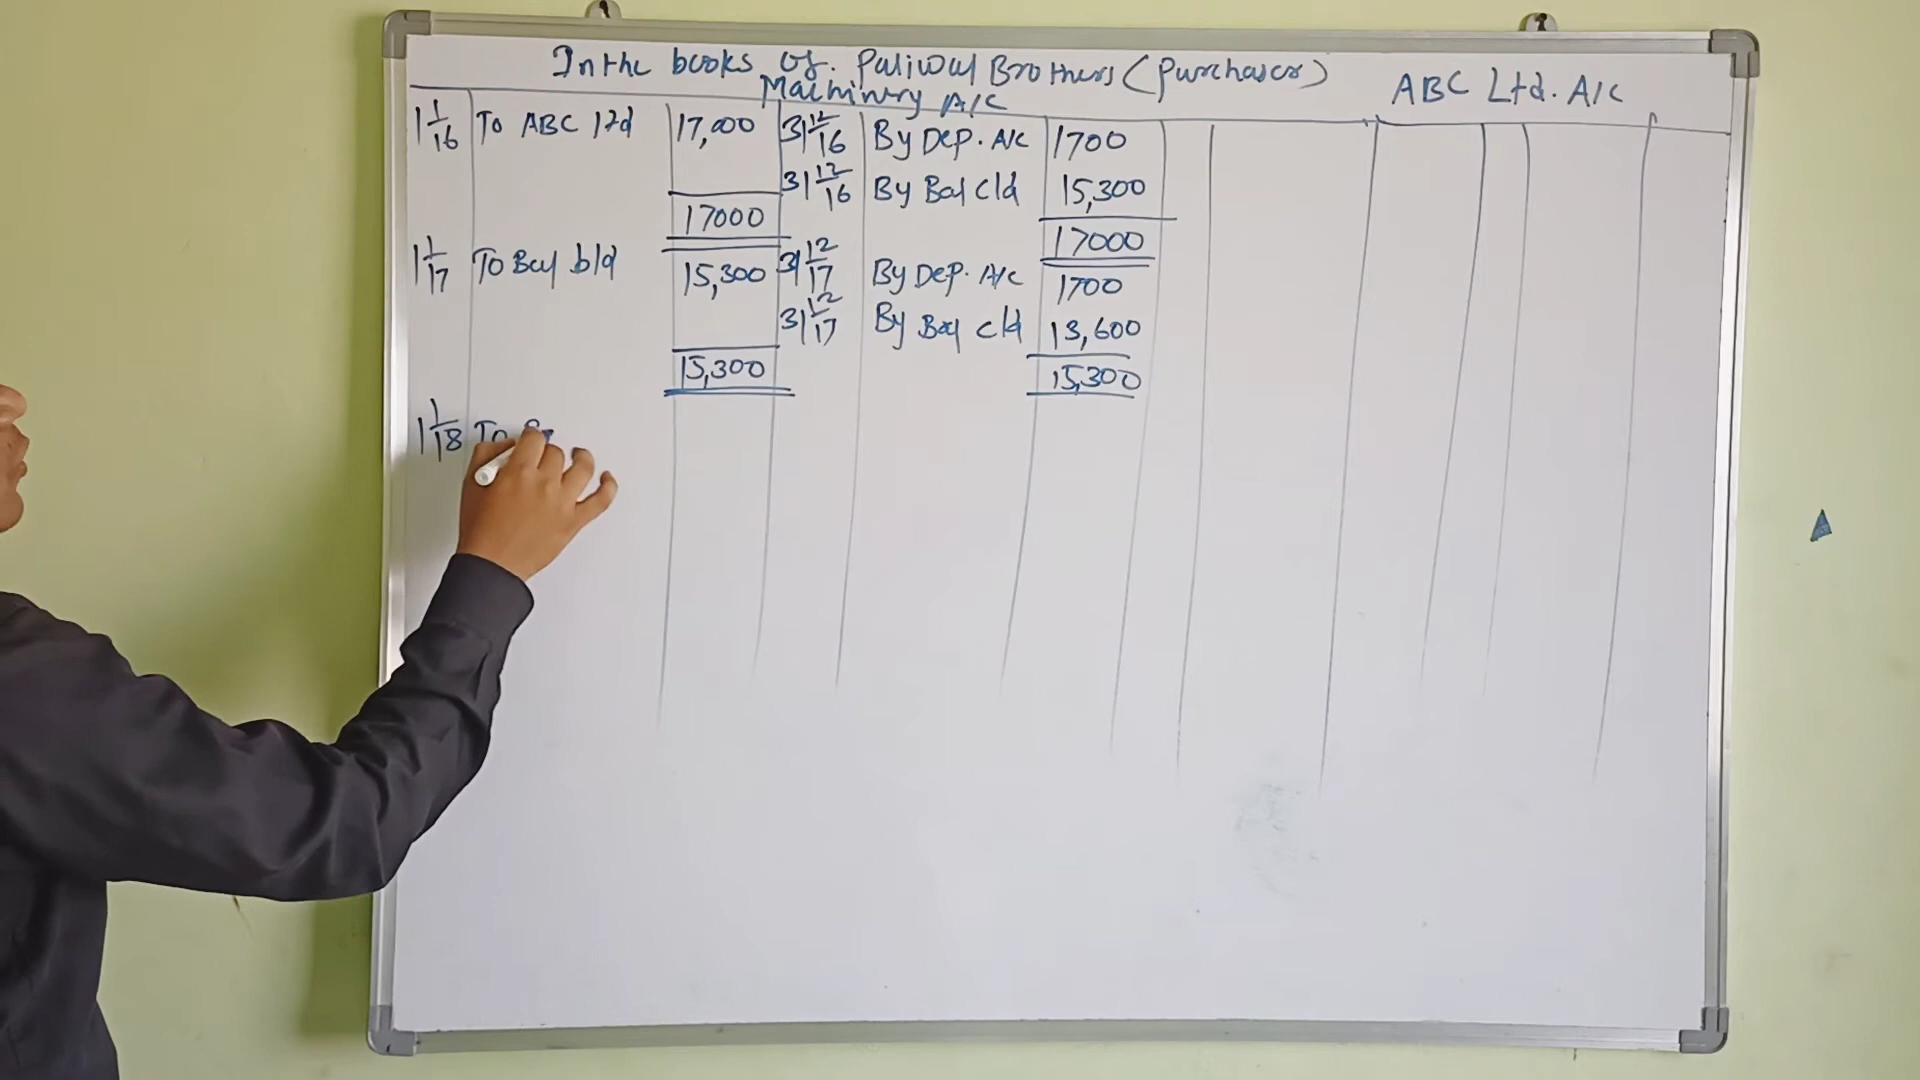 In the books of. Paliwal Brothers (Purchaser)
Machinery A/C
ABC Ltd. A/C
1 1/16 To ABC ltd 17,000 31 12/16 By Dep. A/C 1700
31 12/16 By Bal c/d 15,300
17000 17000
1 1/17 To Bal b/d 15,300 31 12/17 By Dep. A/C 1700
31 12/17 By Bal c/d 13,600
15,300 15,300
1 1/18 To